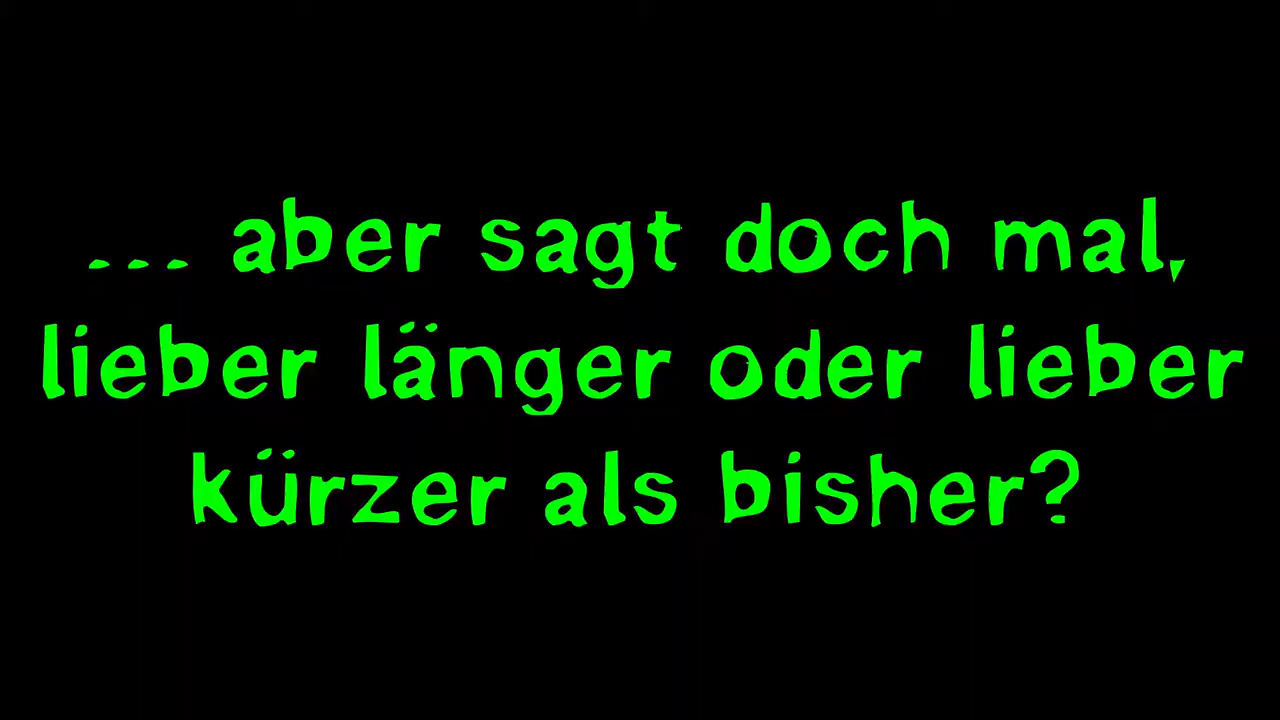 ... aber sagt doch mal,
lieber länger oder lieber
kürzer als bisher?